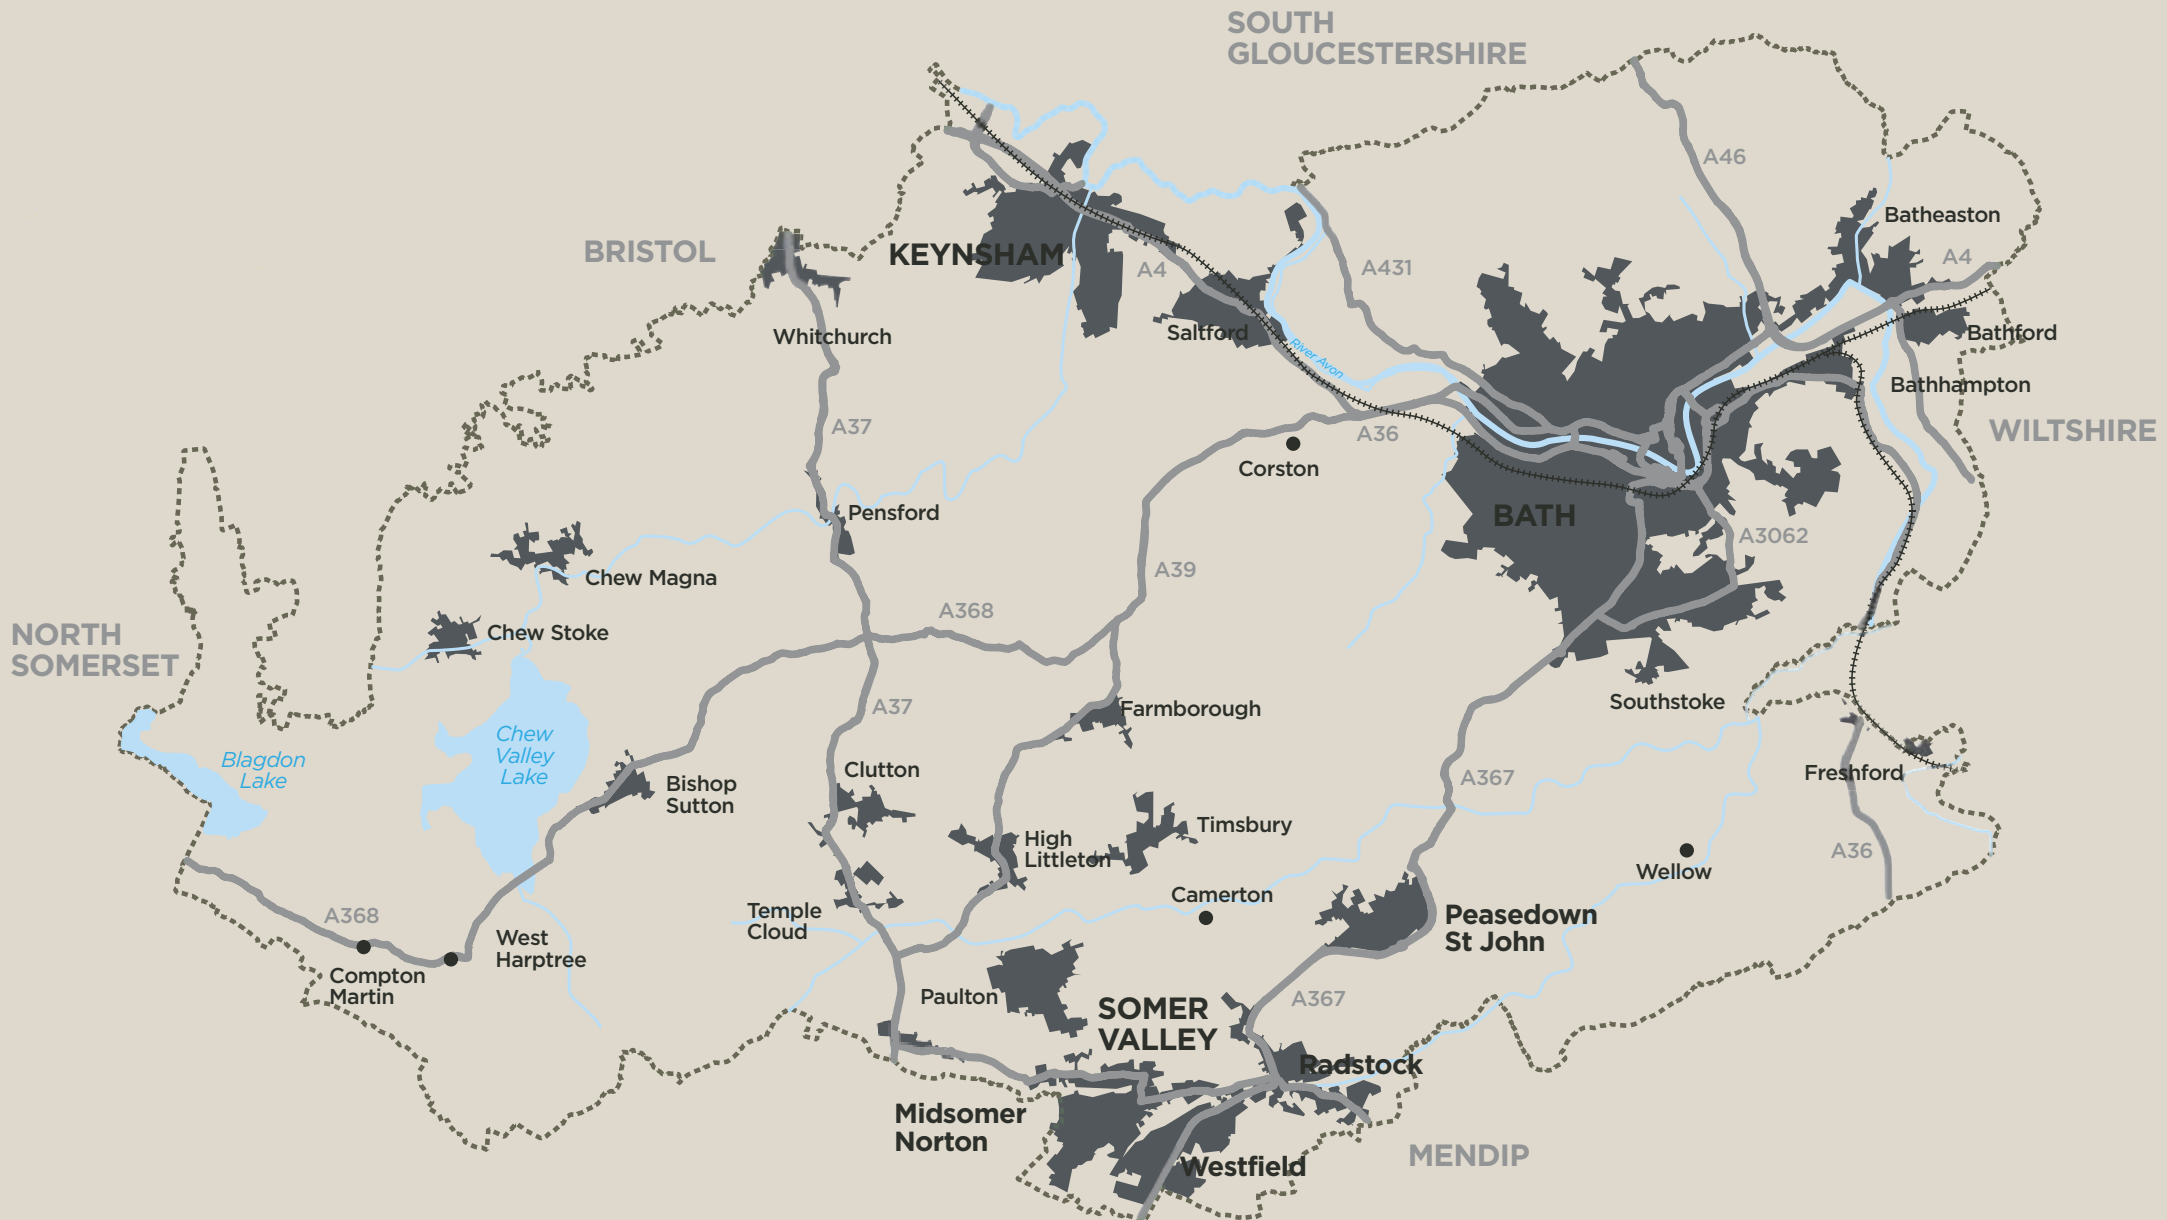 SOUTH
GLOUCESTERSHIRE
A46
Batheaston
BRISTOL
KEYNSHAM
A4
A431
A4
Whitchurch
Saltford
River Avon
Bathford
Bathhampton
A37
A36
WILTSHIRE
Corston
Pensford
BATH
A3062
Chew Magna
A39
A368
NORTH
SOMERSET
Chew Stoke
Southstoke
A37
Farmborough
Chew
Valley
Lake
Blagdon
Lake
Clutton
A367
Freshford
Bishop
Sutton
High
Littleton
Timsbury
A36
Wellow
Camerton
A368
Temple
Cloud
Peasedown
St John
West
Harptree
Compton
Martin
Paulton
A367
SOMER
VALLEY
Radstock
Midsomer
Norton
MENDIP
Westfield